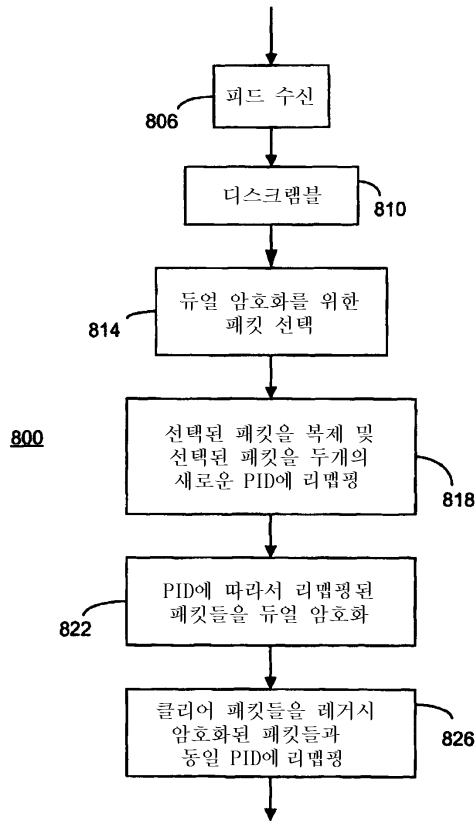 피드 수신
806
디스크램블
810
듀얼 암호화를 위한
패킷 선택
814
800
선택된 패킷을 복제 및
선택된 패킷을 두개의
새로운 PID에 리맵핑
818
PID에 따라서 리맵핑된
패킷들을 듀얼 암호화
822
클리어 패킷들을 레거시
암호화된 패킷들과
동일 PID에 리맵핑
826